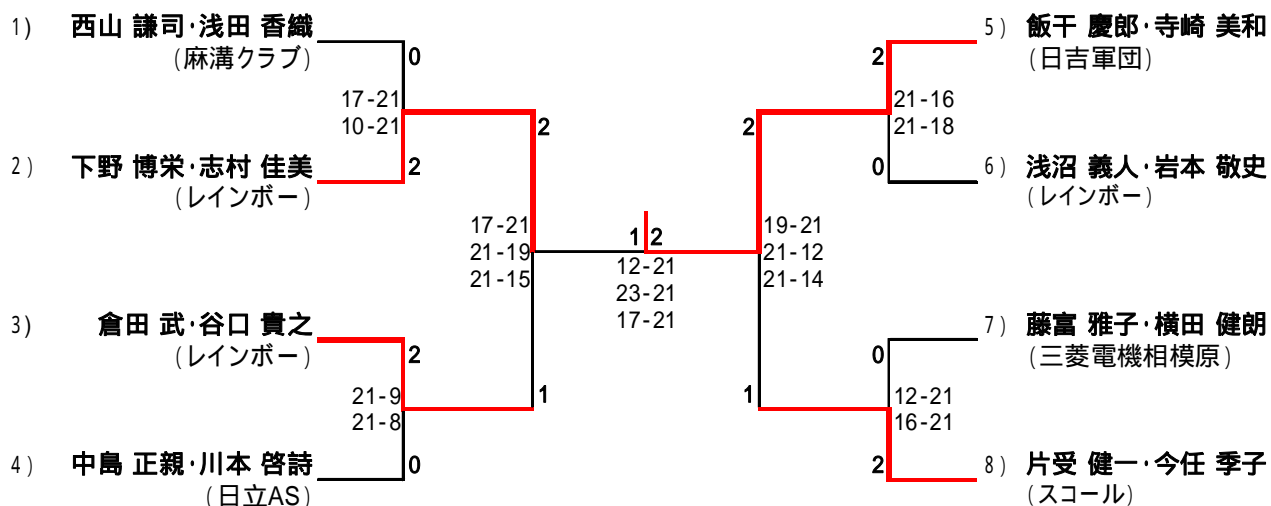 1) 西山 謙司・浅田 香織
(麻溝クラブ)
0
17-21
10-21
2) 下野 博栄・志村 佳美
(レインボー)
2
2
17-21
21-19
21-15
3) 倉田 武・谷口 貴之
(レインボー)
2
21-9
21-8
1
4) 中島 正親・川本 啓詩
(日立AS)
0
1 2
12-21
23-21
17-21
5) 飯干 慶郎・寺崎 美和
(日吉軍団)
2
21-16
21-18
2
6) 浅沼 義人・岩本 敬史
(レインボー)
0
19-21
21-12
21-14
7) 藤富 雅子・横田 健朗
(三菱電機相模原)
0
12-21
16-21
1
8) 片受 健一・今任 季子
(スコール)
2